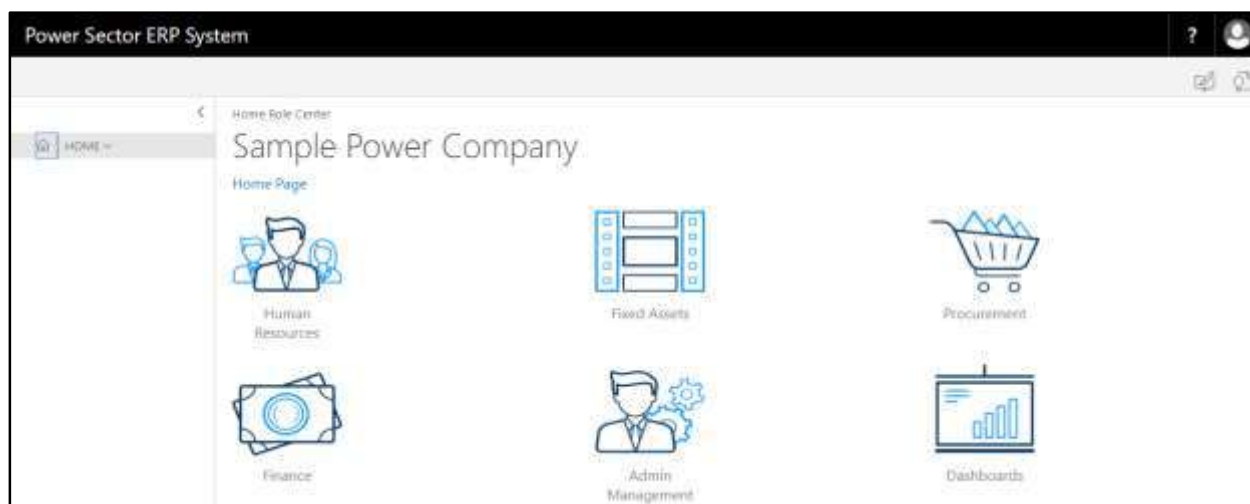 Power Sector ERP System
?
Home Role Center
HOME
Sample Power Company
Home Page
Human
Resources
Fixed Assets
Procurement
Finance
Admin
Management
Dashboards